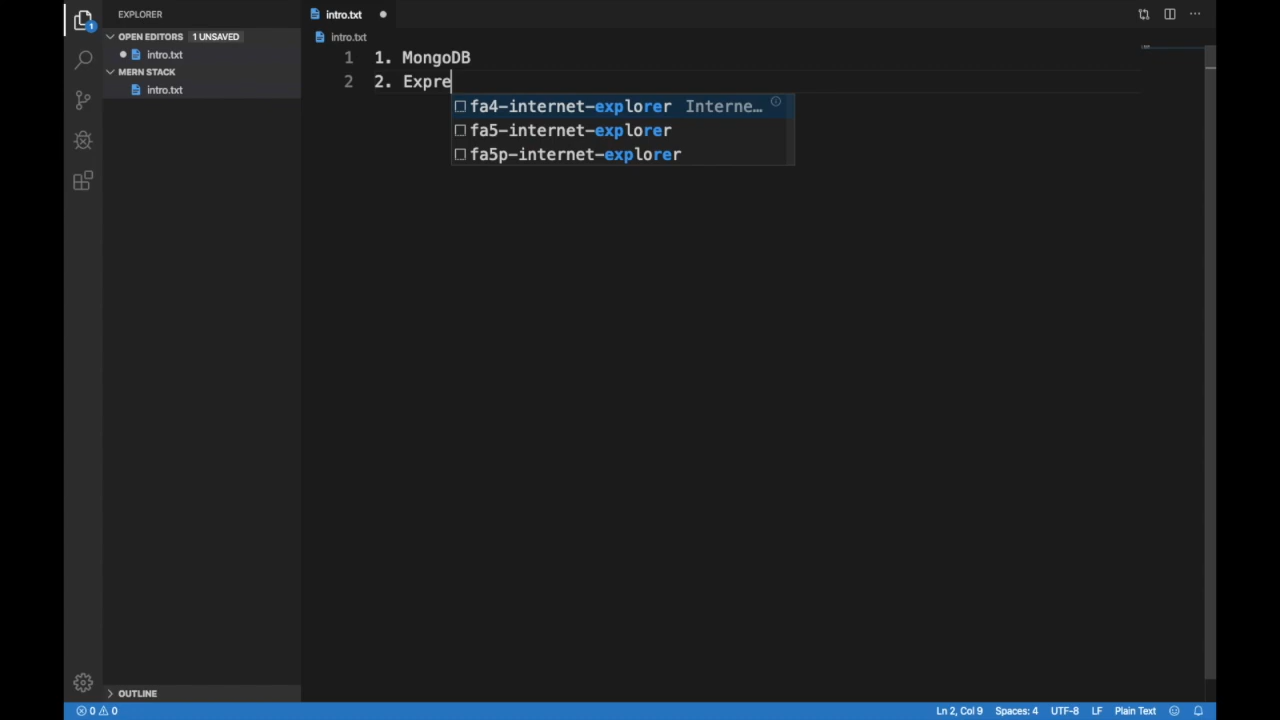 EXPLORER
OPEN EDITORS 1 UNSAVED
intro.txt
MERN STACK
intro.txt
OUTLINE
1
intro.txt
intro.txt
1 1. MongoDB
2 2. Expre
fa4-internet-explorer Interne…
fa5-internet-explorer
fa5p-internet-explorer
0 0 Ln 2, Col 9 Spaces: 4 UTF-8 LF Plain Text